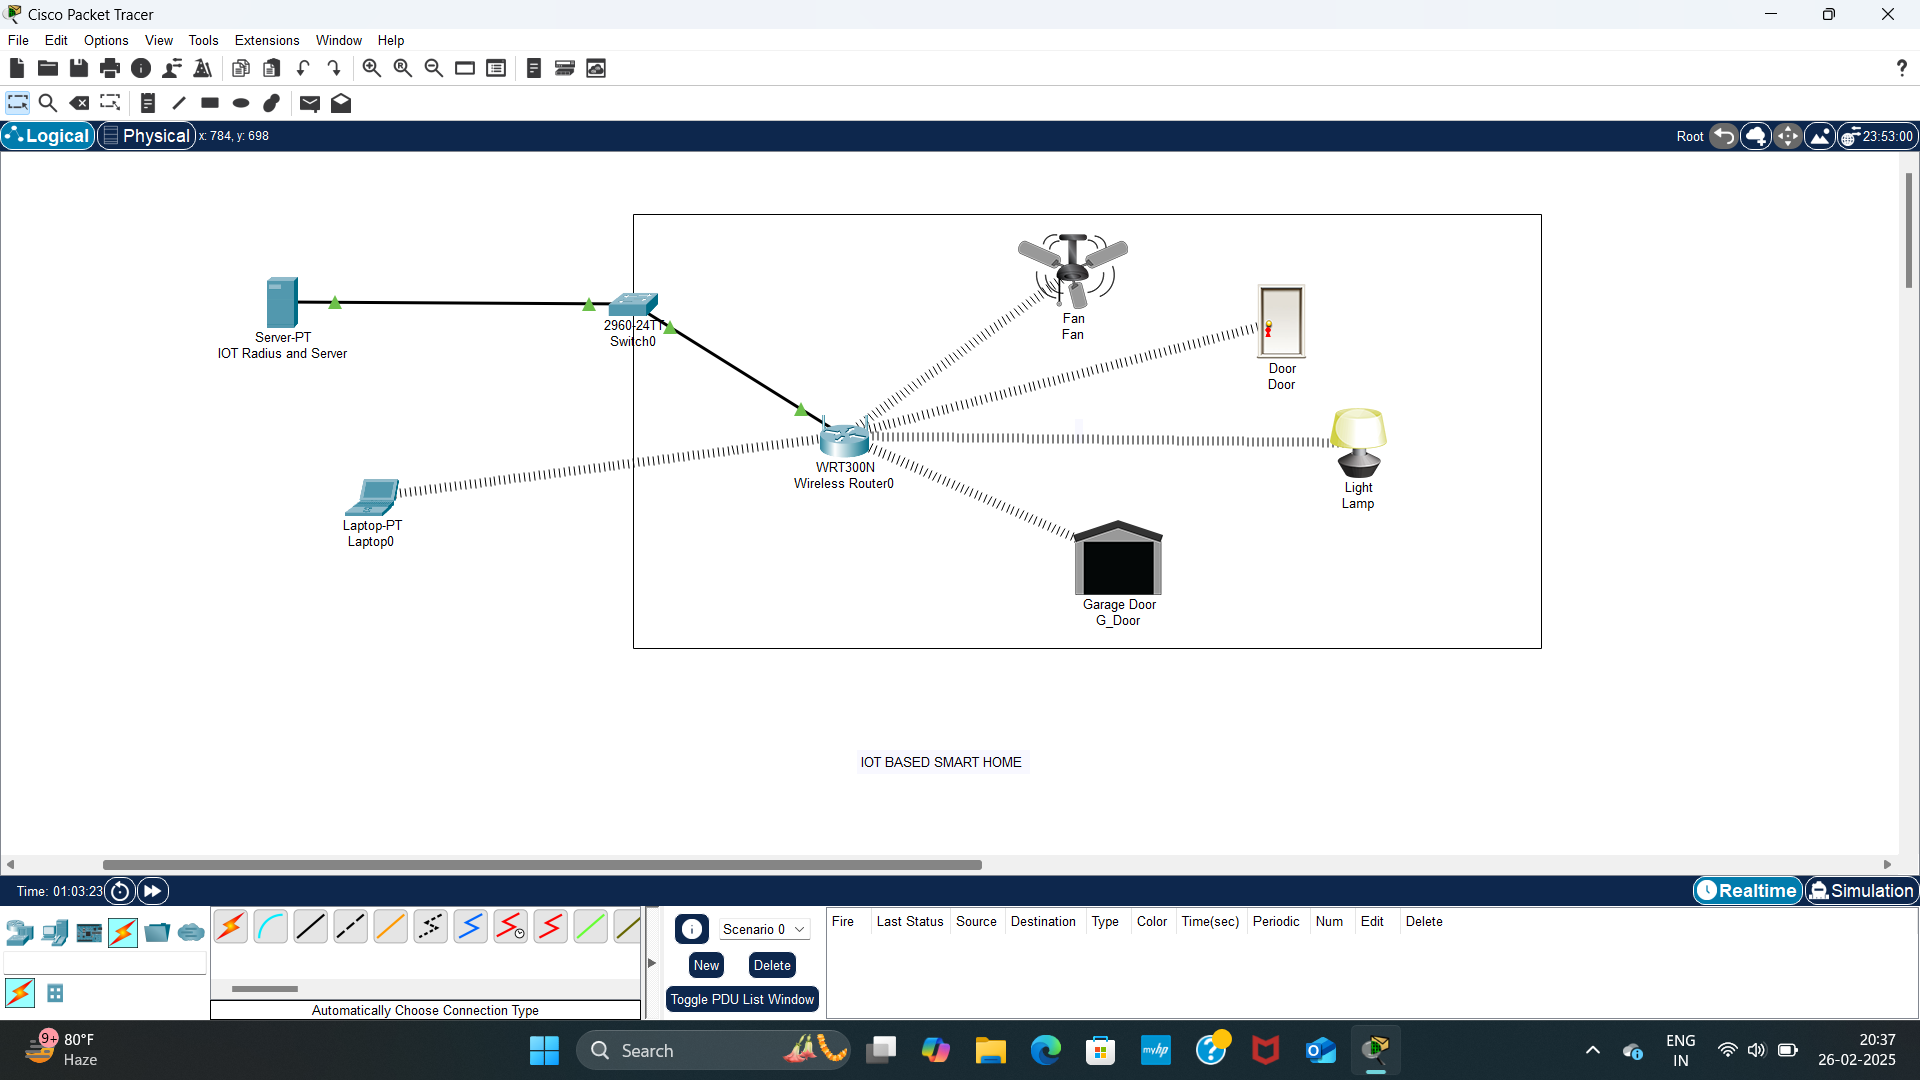 Cisco Packet Tracer
File Edit Options View Tools Extensions Window Help
?
Logical Physical x: 784, y: 698 Root 23:53:00
Server-PT
IOT Radius and Server
2960-24TT
Switch0
Fan
Fan
Door
Door
Light
Lamp
WRT300N
Wireless Router0
Laptop-PT
Laptop0
Garage Door
G_Door
IOT BASED SMART HOME
Time: 01:03:23 Realtime Simulation
Scenario 0
New Delete
Toggle PDU List Window
Fire Last Status Source Destination Type Color Time(sec) Periodic Num Edit Delete
Automatically Choose Connection Type
9+
80°F
Haze
Search
myhp
ENG
IN
20:37
26-02-2025